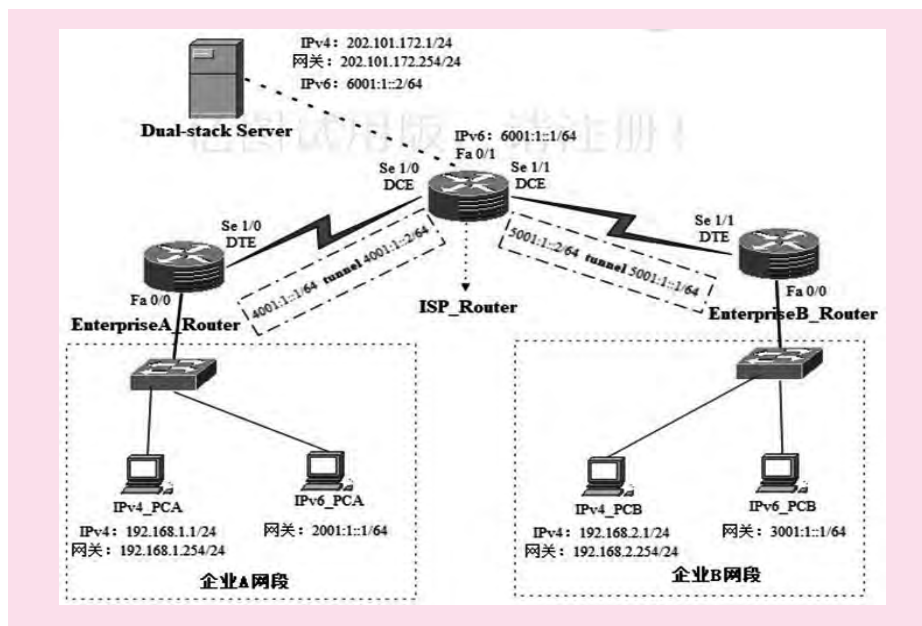 IPv4：202.101.172.1/24
网关：202.101.172.254/24
IPv6：6001:1::2/64
Dual-stack Server
试用版
请注册！
IPv6：6001:1::1/64
Fa 0/1
Se 1/0
DCE
Se 1/1
DCE
Se 1/0
DTE
Se 1/1
DTE
4001:1::1/64 tunnel 4001:1::2/64
5001:1::2/64 tunnel 5001:1::1/64
Fa 0/0
EnterpriseA_Router
ISP_Router
Fa 0/0
EnterpriseB_Router
IPv4_PCA
IPv4：192.168.1.1/24
网关：192.168.1.254/24
IPv6_PCA
网关：2001:1::1/64
企业A网段
IPv4_PCB
IPv4：192.168.2.1/24
网关：192.168.2.254/24
IPv6_PCB
网关：3001:1::1/64
企业B网段